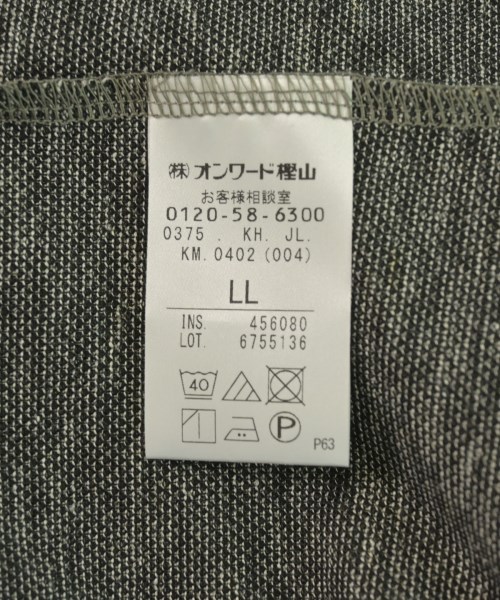 ㈱オンワード樫山
お客様相談室
0120-58-6300
0375 . KH. JL.
KM. 0402 (004)
LL
INS. 456080
LOT. 6755136
40
P
P63